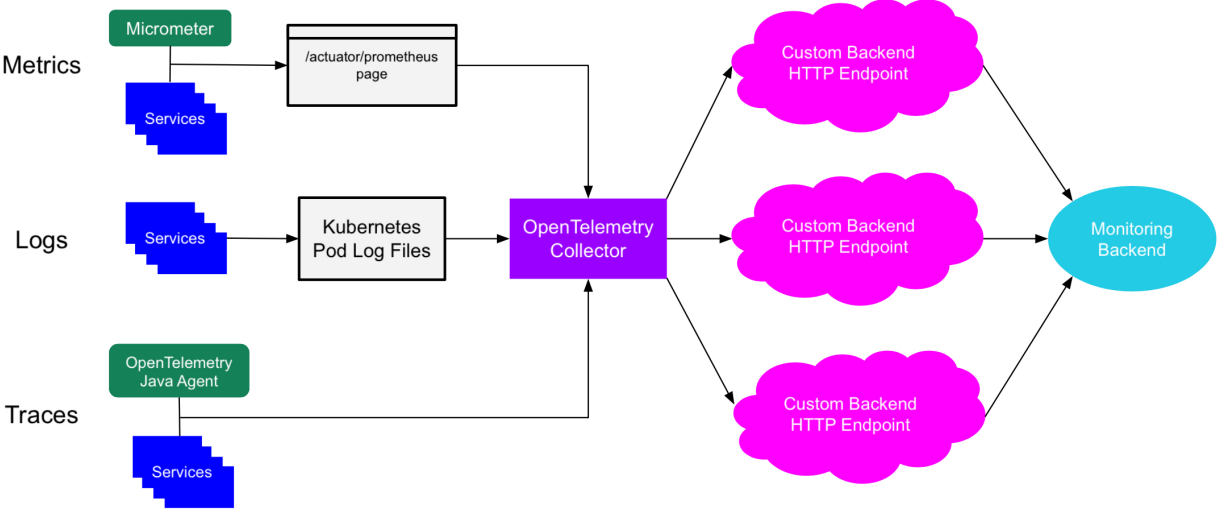 Metrics
Micrometer
Services
/actuator/prometheus
page
Custom Backend
HTTP Endpoint
Logs
Services
Kubernetes
Pod Log Files
OpenTelemetry
Collector
Custom Backend
HTTP Endpoint
Monitoring
Backend
Traces
OpenTelemetry
Java Agent
Services
Custom Backend
HTTP Endpoint